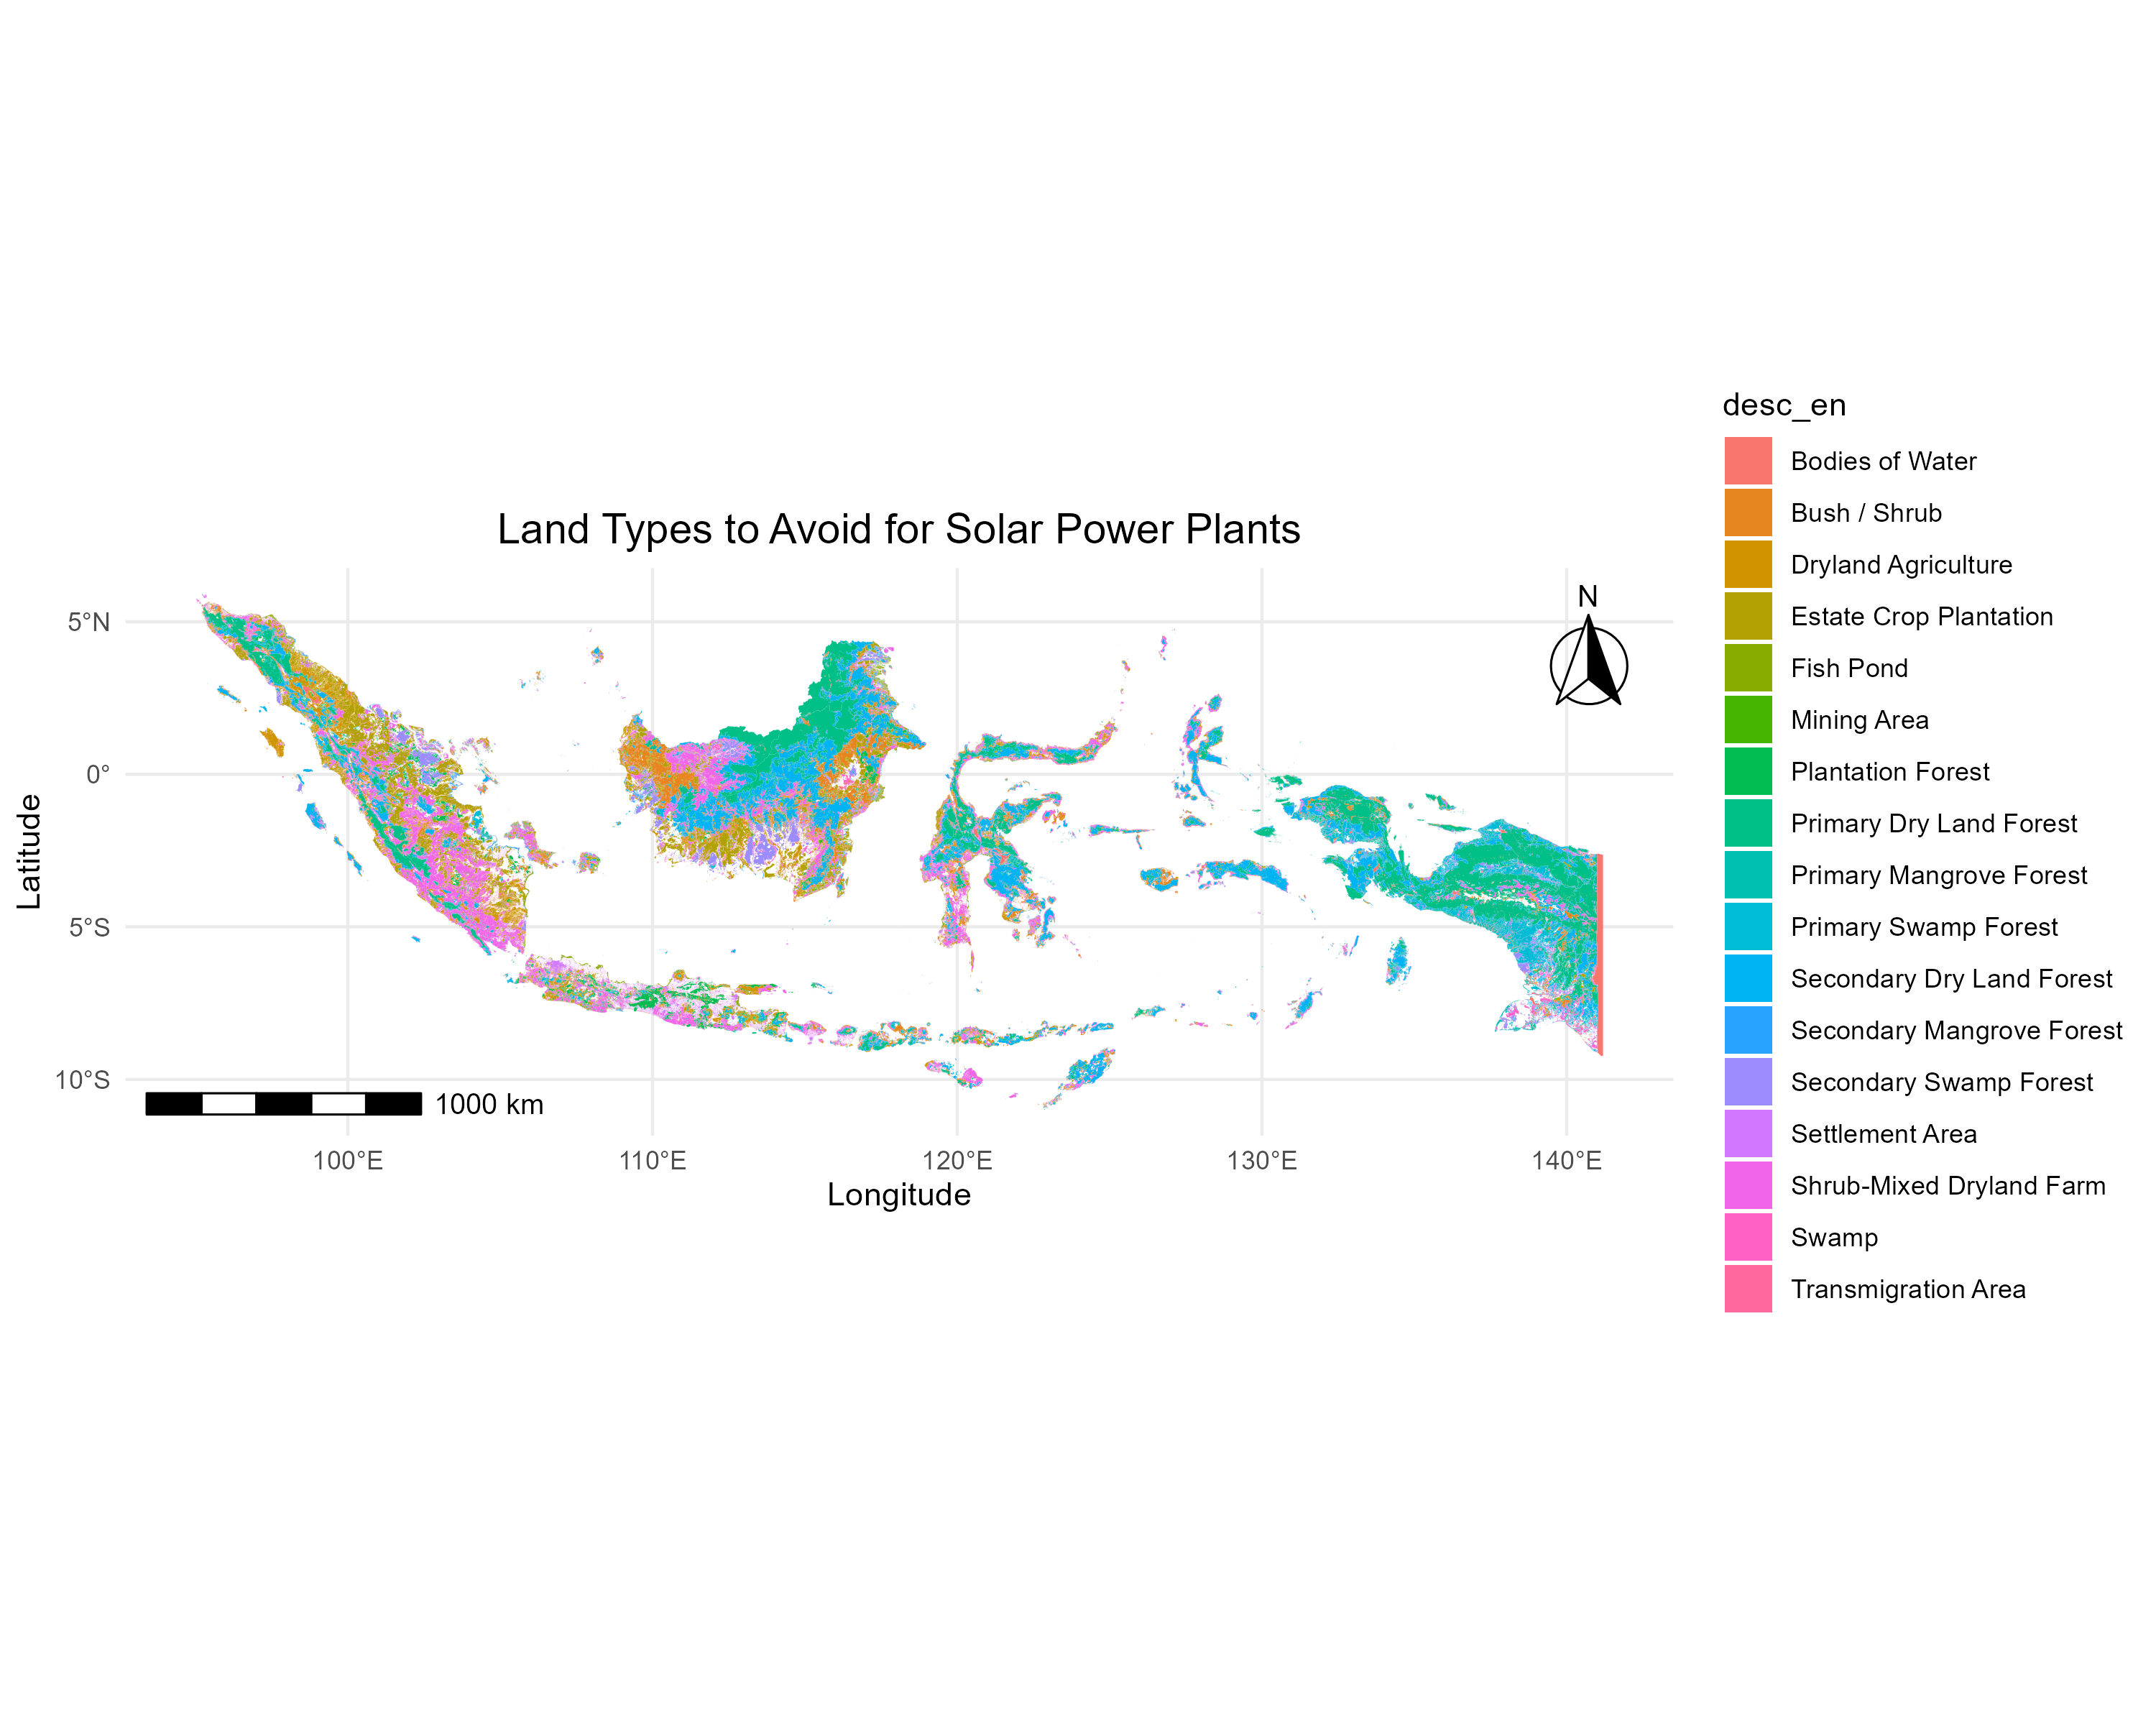 Land Types to Avoid for Solar Power Plants
N
5°N
0°
5°S
10°S
Latitude
1000 km
100°E
110°E
120°E
130°E
140°E
Longitude
desc_en
Bodies of Water
Bush / Shrub
Dryland Agriculture
Estate Crop Plantation
Fish Pond
Mining Area
Plantation Forest
Primary Dry Land Forest
Primary Mangrove Forest
Primary Swamp Forest
Secondary Dry Land Forest
Secondary Mangrove Forest
Secondary Swamp Forest
Settlement Area
Shrub-Mixed Dryland Farm
Swamp
Transmigration Area